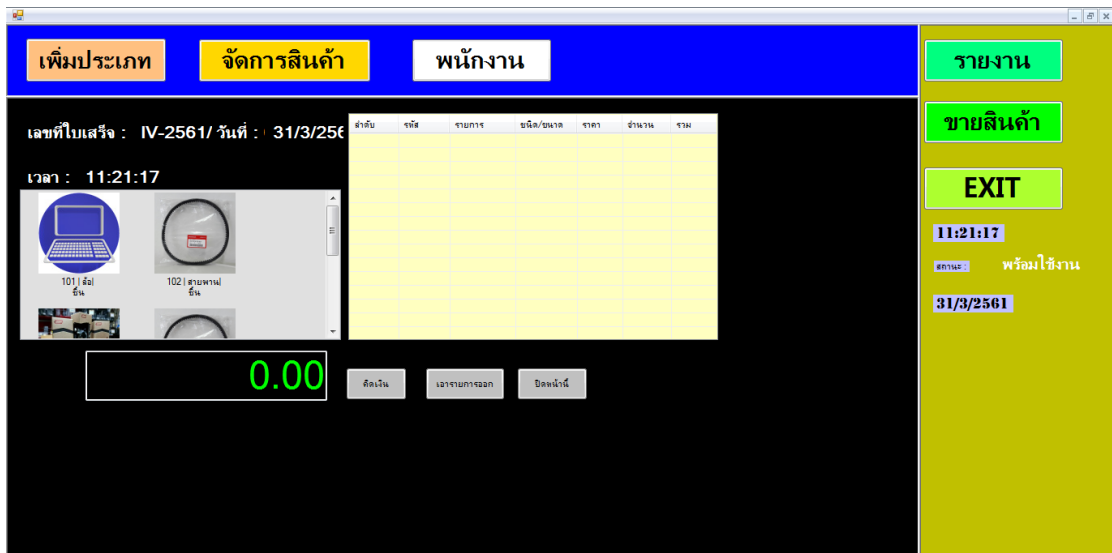 เพิ่มประเภท
จัดการสินค้า
พนักงาน
รายงาน
ขายสินค้า
EXIT
11:21:17
สถานะ : พร้อมใช้งาน
31/3/2561
เลขที่ใบเสร็จ : IV-2561/ วันที่ : 31/3/256
เวลา : 11:21:17
101 | ล้อ|
ชิ้น
102 | สายพาน|
ชิ้น
ลำดับ รหัส รายการ ชนิด/ขนาด ราคา จำนวน รวม
0.00
คิดเงิน
เอารายการออก
ปิดหน้านี้